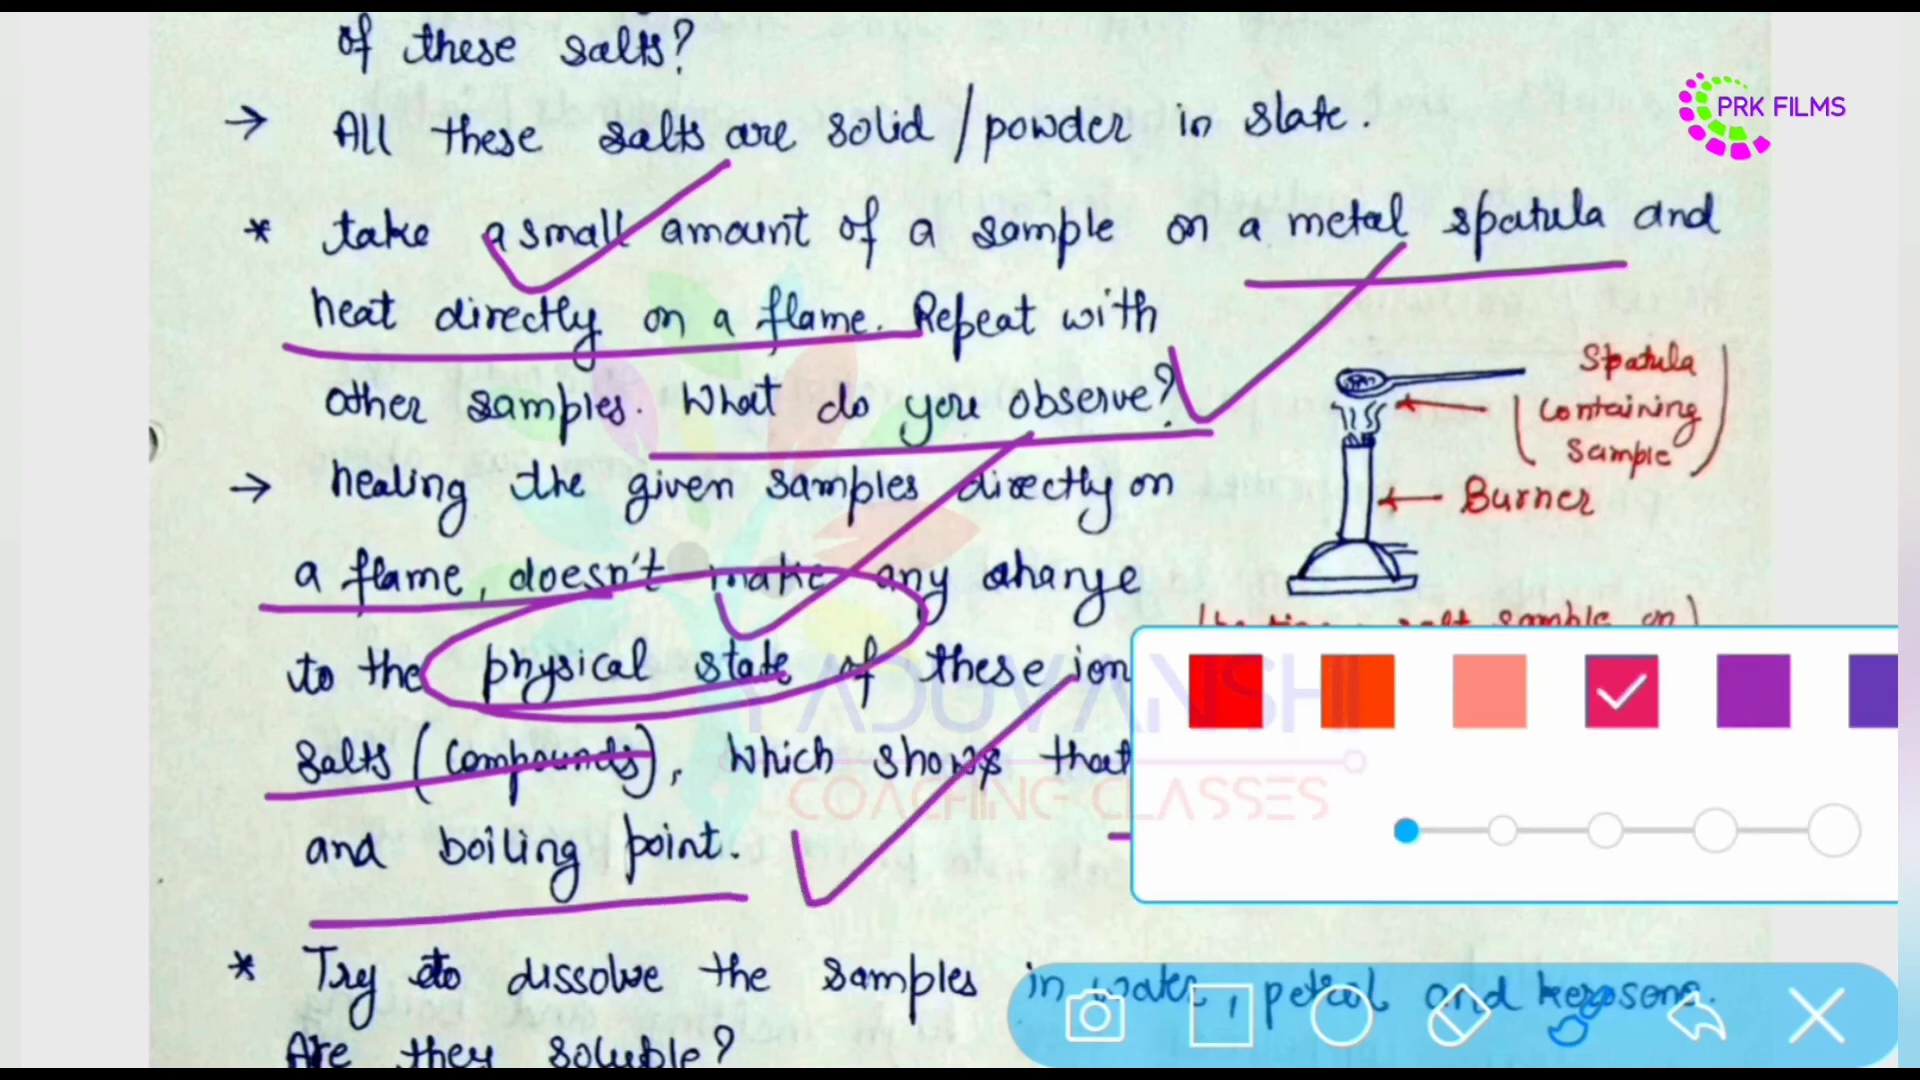 of these salts?
PRK FILMS
→ All these salts are solid / powder in state.
* take a small amount of a sample on a metal spatula and
heat directly on a flame. Repeat with
other samples. What do you observe?
Spatula
(containing
sample)
Burner
→ heating the given samples directly on
a flame, doesn't make any change
to the physical state of these ion
salts (compounds), which shows that
and boiling point.
YADUVANSHI
COACHING CLASSES
* Try to dissolve the samples in water, petrol and kerosene.
Are they soluble?